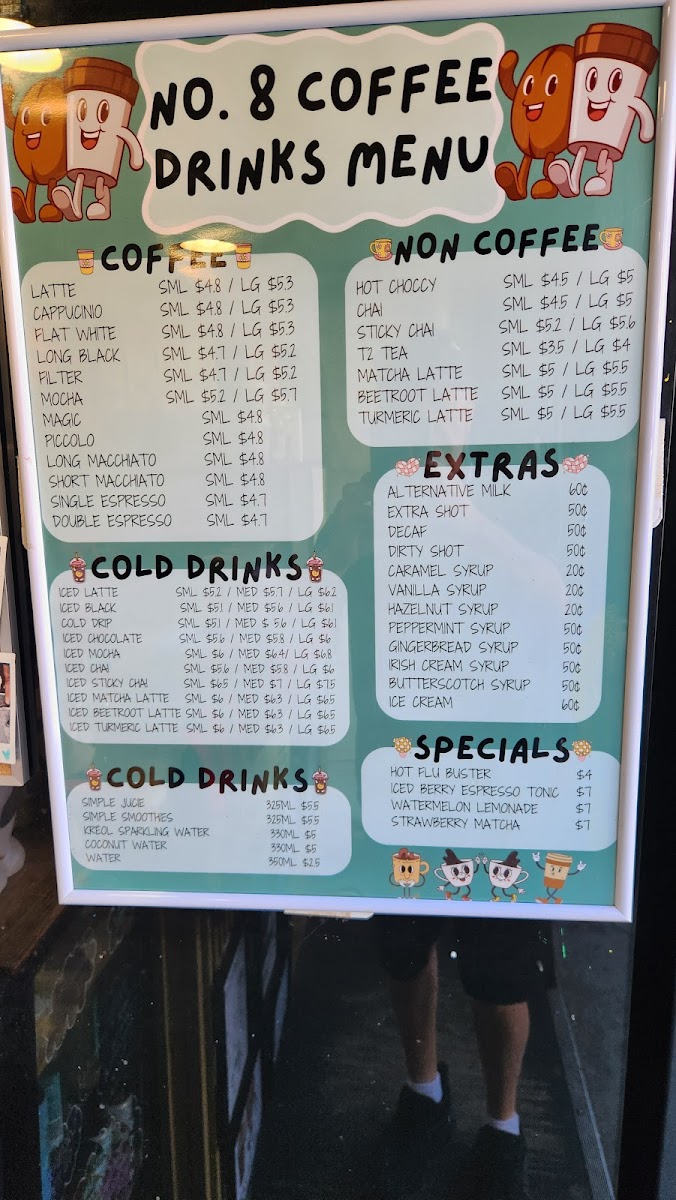 NO. 8 COFFEE
DRINKS MENU
COFFEE
LATTE SML $4.8 / LG $5.3
CAPPUCINO SML $4.8 / LG $5.3
FLAT WHITE SML $4.8 / LG $5.3
LONG BLACK SML $4.7 / LG $5.2
FILTER SML $4.7 / LG $5.2
MOCHA SML $5.2 / LG $5.7
MAGIC SML $4.8
PICCOLO SML $4.8
LONG MACCHIATO SML $4.8
SHORT MACCHIATO SML $4.8
SINGLE ESPRESSO SML $4.7
DOUBLE ESPRESSO SML $4.7
NON COFFEE
HOT CHOCCY SML $4.5 / LG $5
CHAI SML $4.5 / LG $5
STICKY CHAI SML $5.2 / LG $5.6
T2 TEA SML $3.5 / LG $4
MATCHA LATTE SML $5 / LG $5.5
BEETROOT LATTE SML $5 / LG $5.5
TURMERIC LATTE SML $5 / LG $5.5
EXTRAS
ALTERNATIVE MILK 60¢
EXTRA SHOT 50¢
DECAF 50¢
DIRTY SHOT 50¢
CARAMEL SYRUP 20¢
VANILLA SYRUP 20¢
HAZELNUT SYRUP 20¢
PEPPERMINT SYRUP 50¢
GINGERBREAD SYRUP 50¢
IRISH CREAM SYRUP 50¢
BUTTERSCOTCH SYRUP 50¢
ICE CREAM 60¢
COLD DRINKS
ICED LATTE SML $5.2 / MED $5.7 / LG $6.2
ICED BLACK SML $5.1 / MED $5.6 / LG $6.1
COLD DRIP SML $5.1 / MED $ 5.6 / LG $6.1
ICED CHOCOLATE SML $5.6 / MED $5.8 / LG $6
ICED MOCHA SML $6 / MED $6.4/ LG $6.8
ICED CHAI SML $5.6 / MED $5.8 / LG $6
ICED STICKY CHAI SML $6.5 / MED $7 / LG $7.5
ICED MATCHA LATTE SML $6 / MED $6.3 / LG $6.5
ICED BEETROOT LATTE SML $6 / MED $6.3 / LG $6.5
ICED TURMERIC LATTE SML $6 / MED $6.3 / LG $6.5
COLD DRINKS
SIMPLE JUCIE 325ML $5.5
SIMPLE SMOOTHES 325ML $5.5
KREOL SPARKLING WATER 330ML $5
COCONUT WATER 330ML $5
WATER 350ML $2.5
SPECIALS
HOT FLU BUSTER $4
ICED BERRY ESPRESSO TONIC $7
WATERMELON LEMONADE $7
STRAWBERRY MATCHA $7